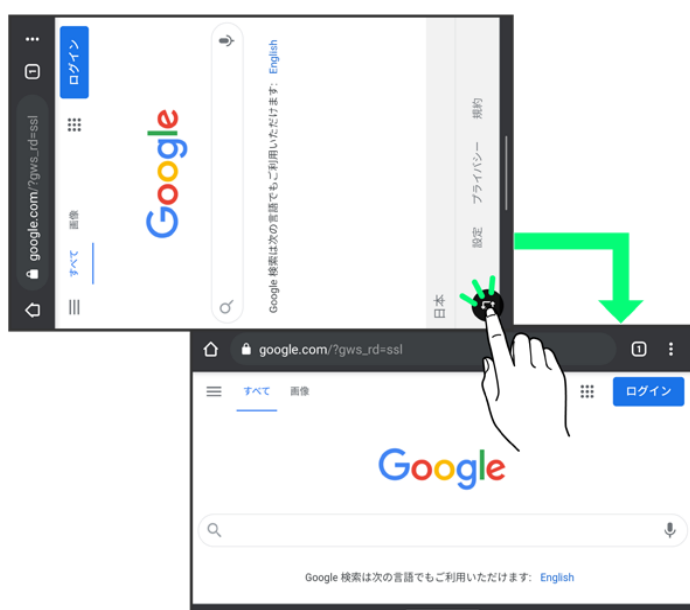 google.com/?gws_rd=ssl
1
すべて 画像
ログイン
Google
Google 検索は次の言語でもご利用いただけます: English
日本
設定 プライバシー 規約
google.com/?gws_rd=ssl
1
すべて 画像
ログイン
Google
Google 検索は次の言語でもご利用いただけます: English